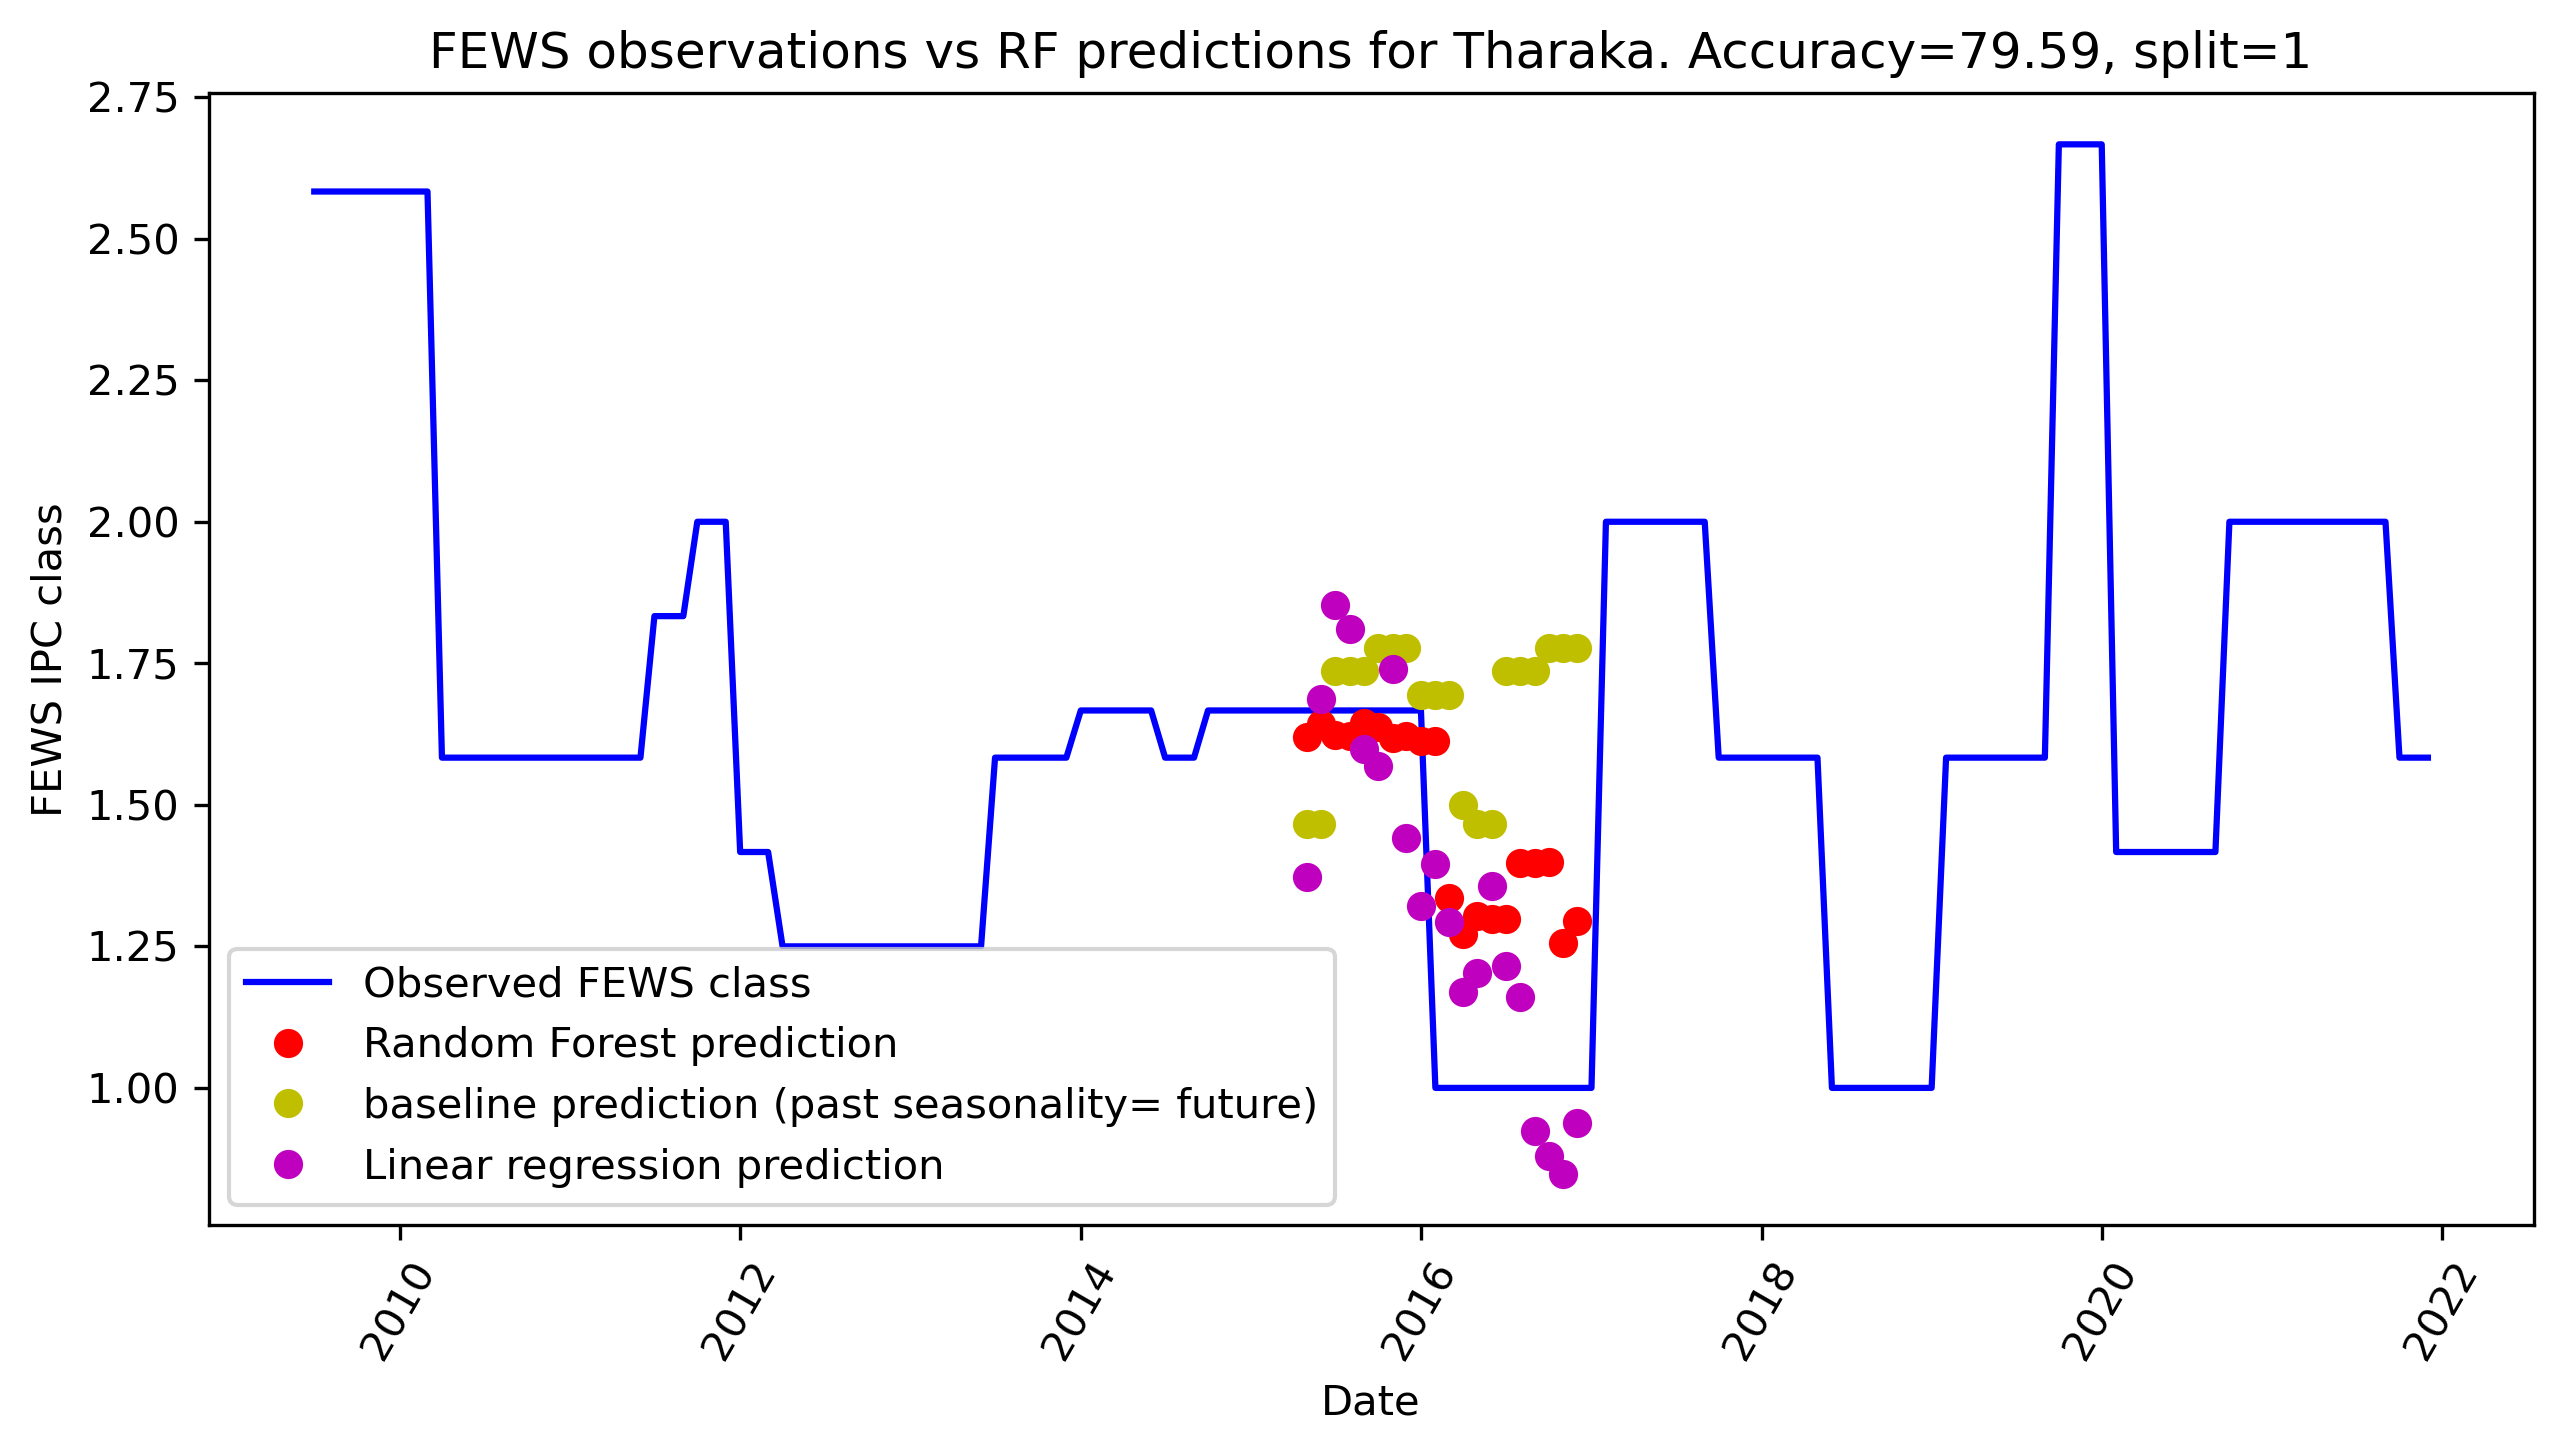 FEWS observations vs RF predictions for Tharaka. Accuracy=79.59, split=1
2.75
2.50
2.25
2.00
1.75
1.50
1.25
1.00
FEWS IPC class
Observed FEWS class
Random Forest prediction
baseline prediction (past seasonality= future)
Linear regression prediction
2010
2012
2014
2016
2018
2020
2022
Date